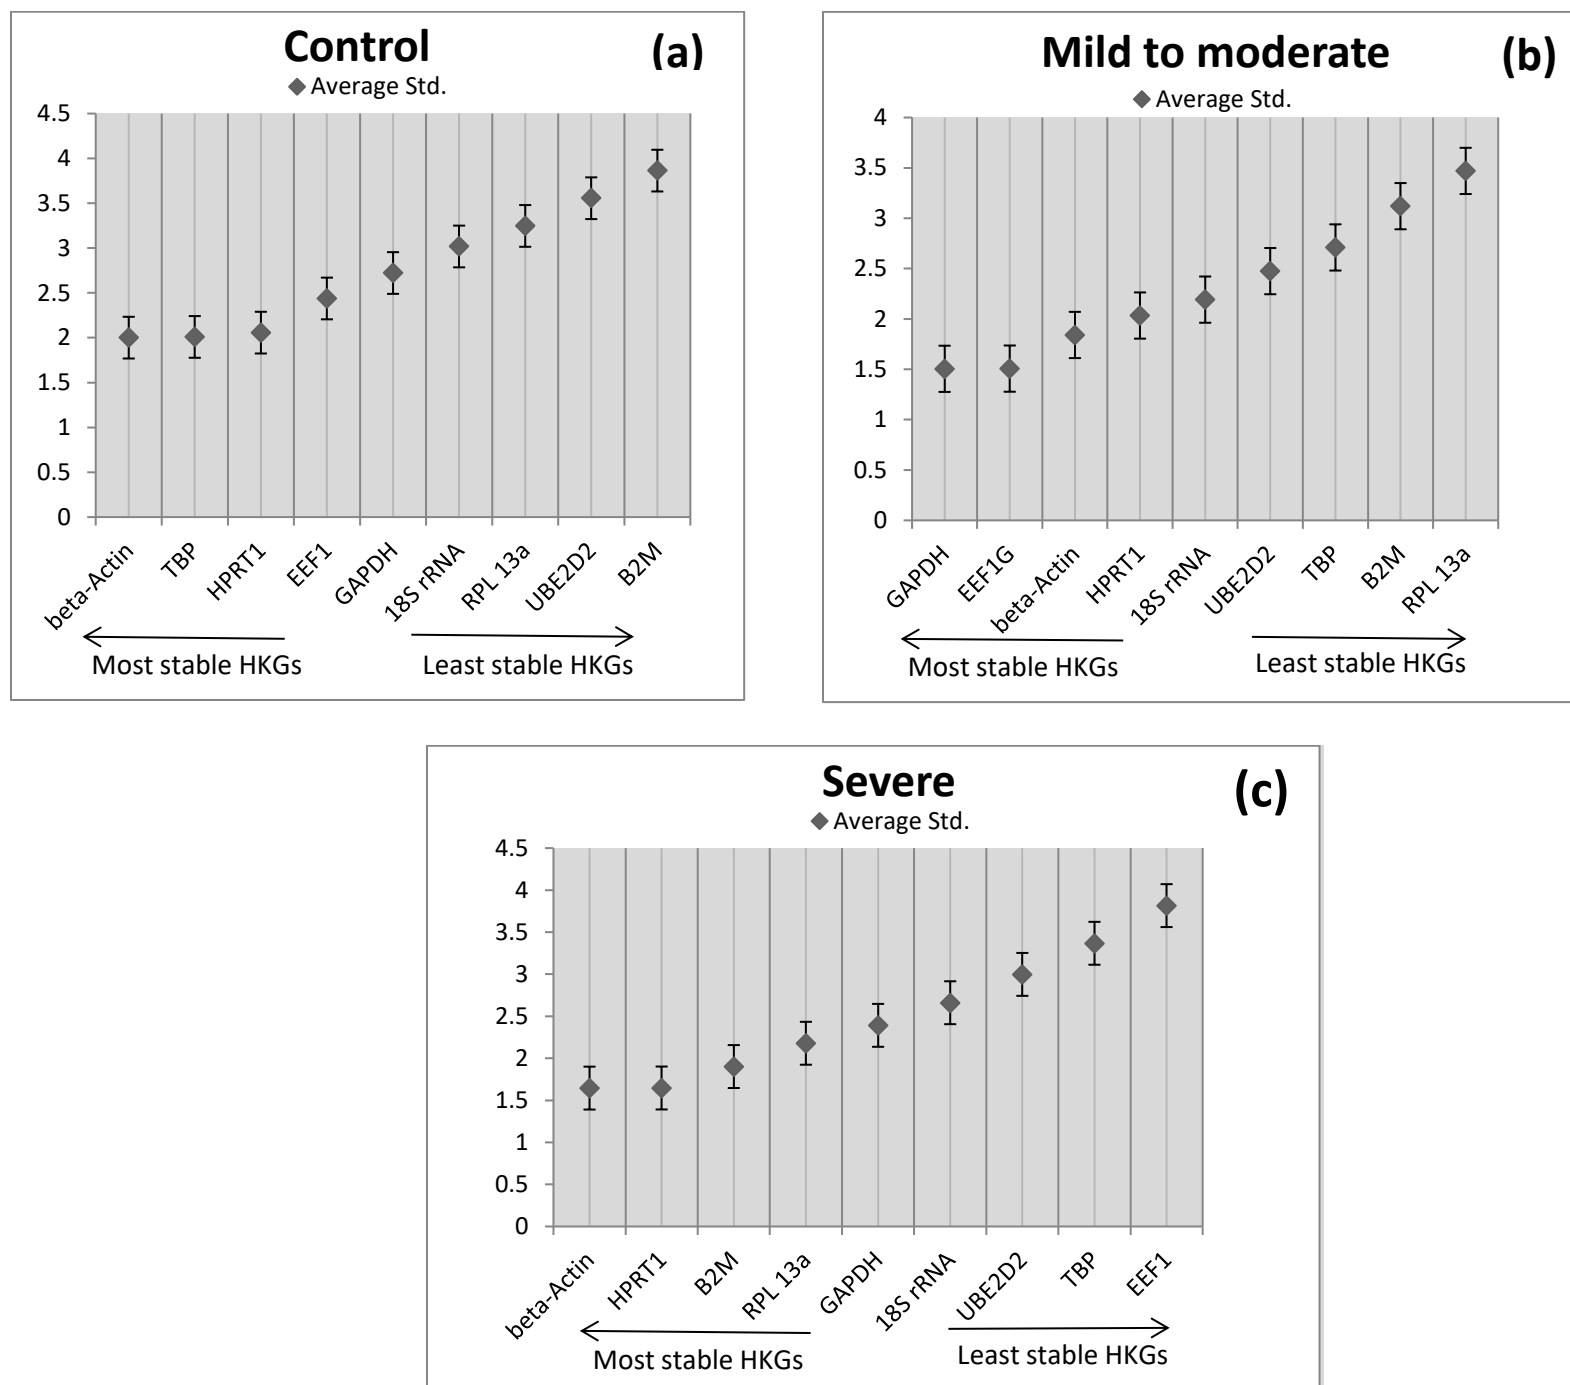 Control
(a)
Average Std.
4.5
4
3.5
3
2.5
2
1.5
1
0.5
0
beta-Actin
TBP
HPRT1
EEF1
GAPDH
18S rRNA
RPL 13a
UBE2D2
B2M
Most stable HKGs
Least stable HKGs
Mild to moderate
(b)
Average Std.
4
3.5
3
2.5
2
1.5
1
0.5
0
GAPDH
EEF1G
beta-Actin
HPRT1
18S rRNA
UBE2D2
TBP
B2M
RPL 13a
Most stable HKGs
Least stable HKGs
Severe
(c)
Average Std.
4.5
4
3.5
3
2.5
2
1.5
1
0.5
0
beta-Actin
HPRT1
B2M
RPL 13a
GAPDH
18S rRNA
UBE2D2
TBP
EEF1
Most stable HKGs
Least stable HKGs